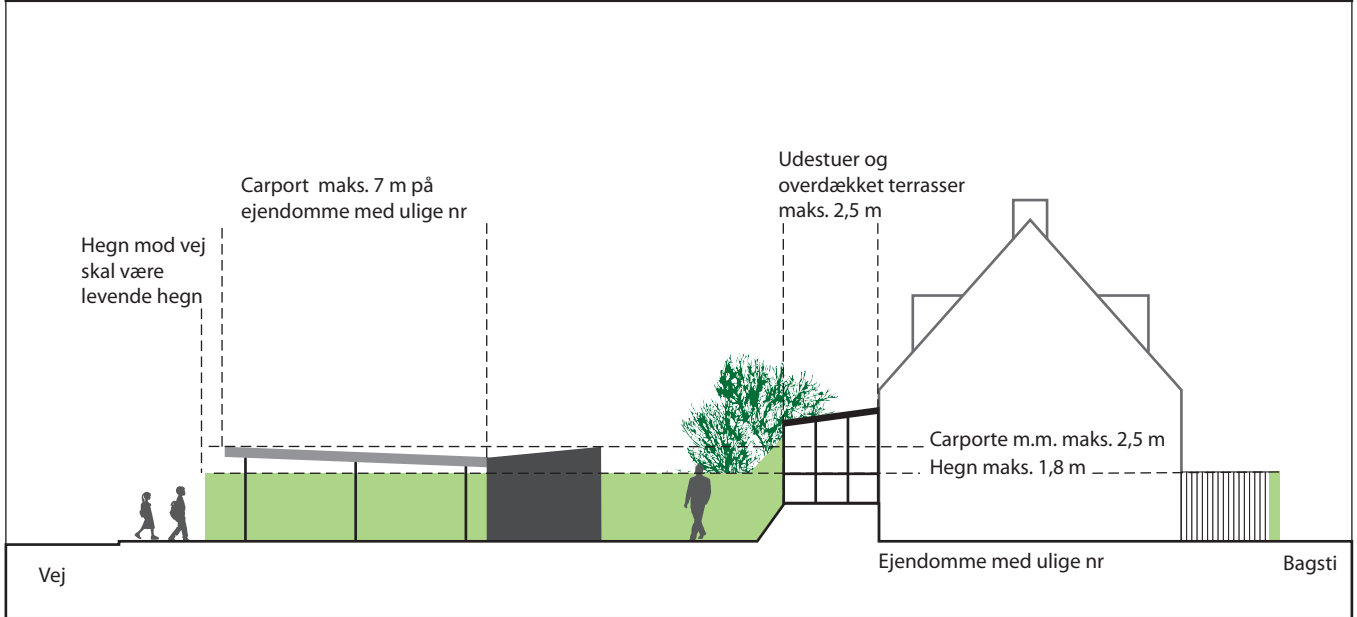 Udestuer og
overdækket terrasser
maks. 2,5 m
Carport maks. 7 m på
ejendomme med ulige nr
Hegn mod vej
skal være
levende hegn
Carporte m.m. maks. 2,5 m
Hegn maks. 1,8 m
Vej
Ejendomme med ulige nr
Bagsti